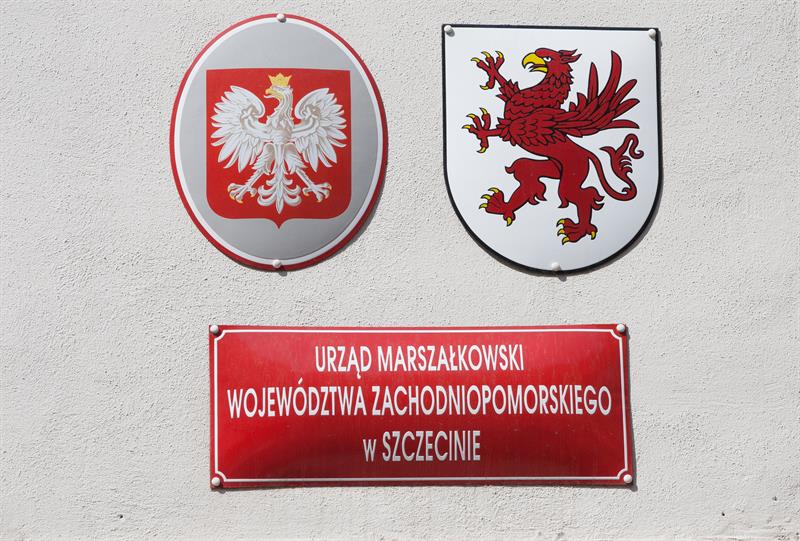 URZĄD MARSZAŁKOWSKI
WOJEWÓDZTWA ZACHODNIOPOMORSKIEGO
w SZCZECINIE